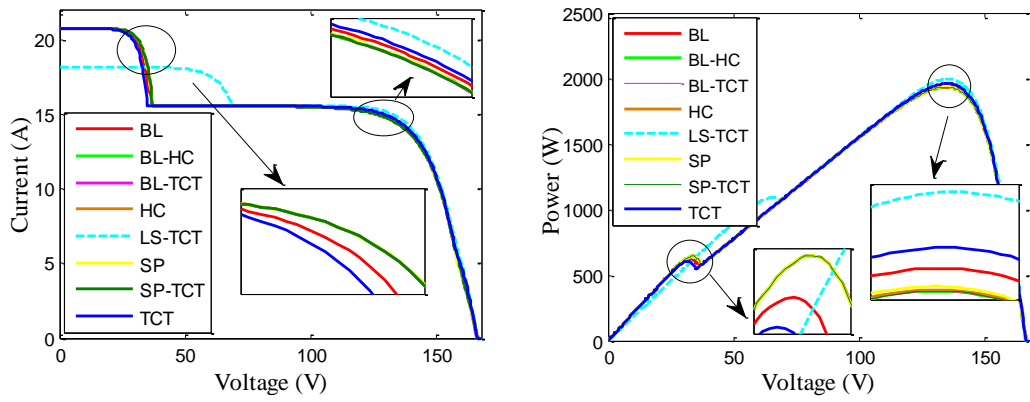 Current (A)
20
15
10
5
0
0
50
100
150
Voltage (V)
BL
BL-HC
BL-TCT
HC
LS-TCT
SP
SP-TCT
TCT
Power (W)
2500
2000
1500
1000
500
0
0
50
100
150
Voltage (V)
BL
BL-HC
BL-TCT
HC
LS-TCT
SP
SP-TCT
TCT